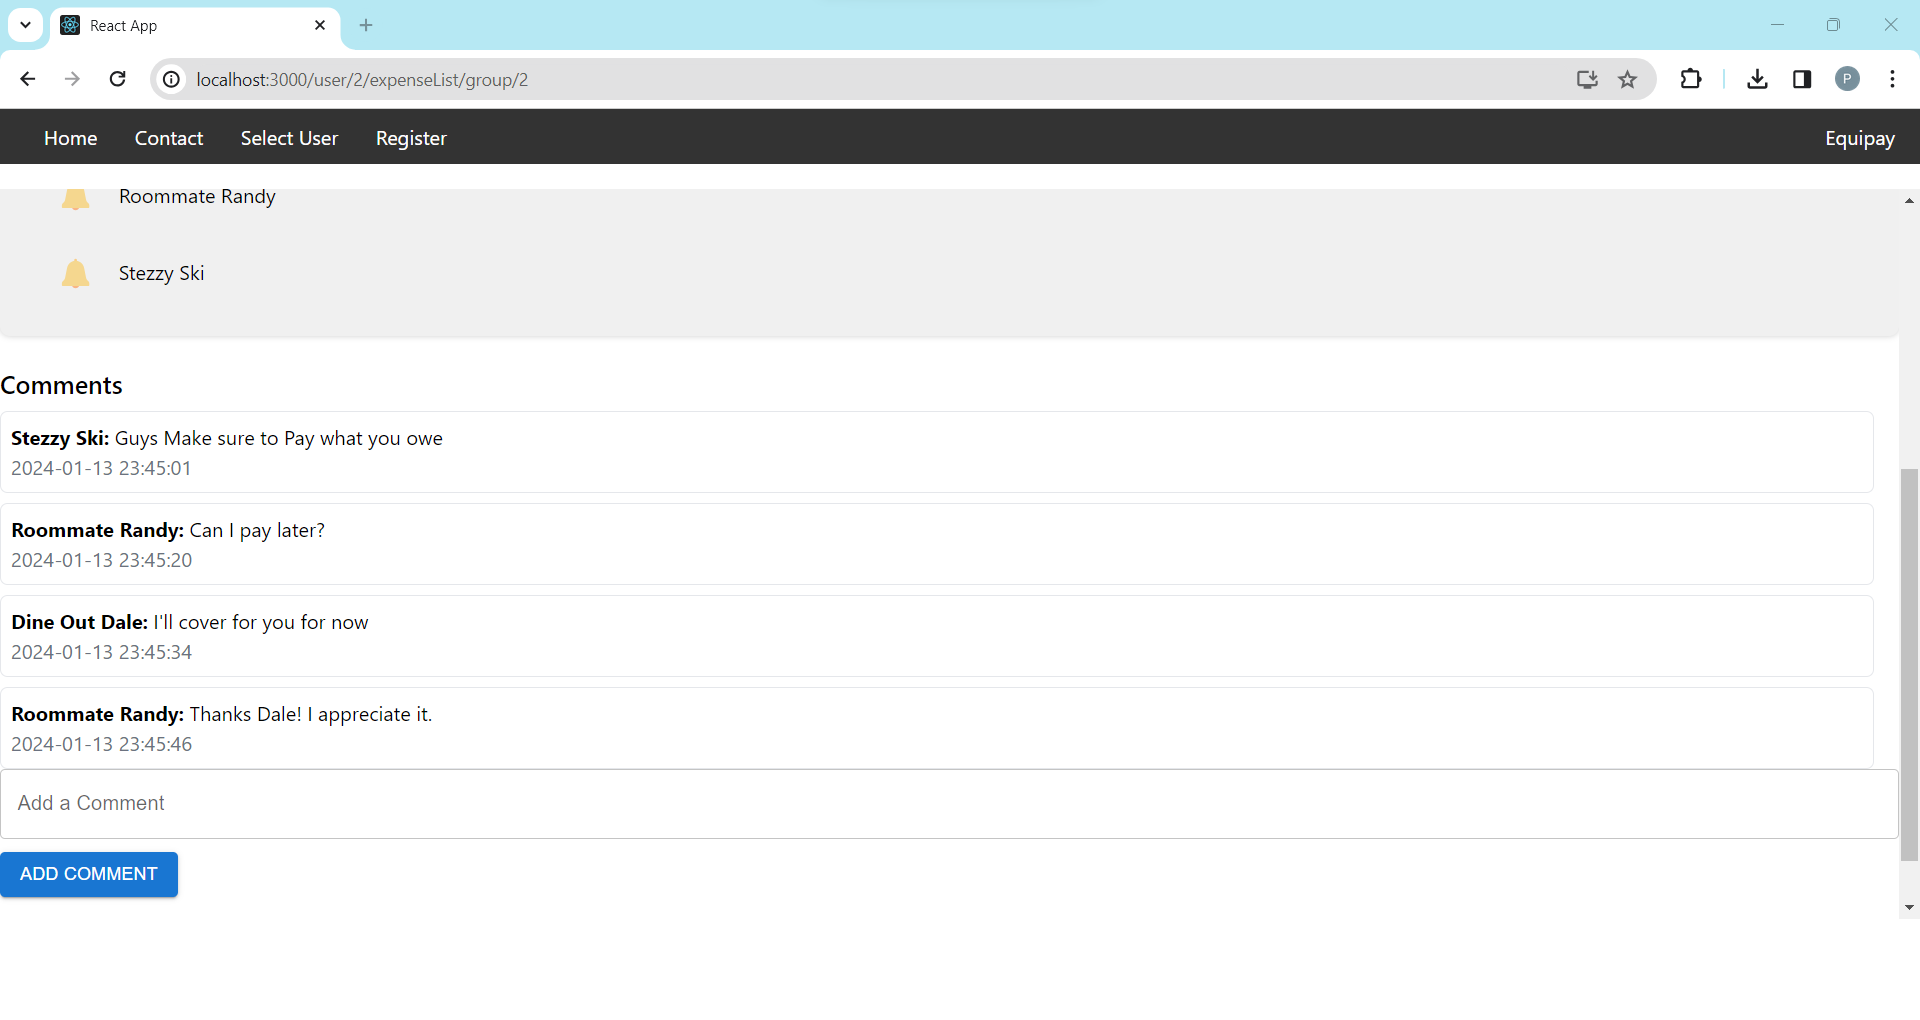 React App
localhost:3000/user/2/expenseList/group/2
P
Home Contact Select User Register Equipay
Roommate Randy
Stezzy Ski
Comments
Stezzy Ski: Guys Make sure to Pay what you owe
2024-01-13 23:45:01
Roommate Randy: Can I pay later?
2024-01-13 23:45:20
Dine Out Dale: I'll cover for you for now
2024-01-13 23:45:34
Roommate Randy: Thanks Dale! I appreciate it.
2024-01-13 23:45:46
Add a Comment
ADD COMMENT